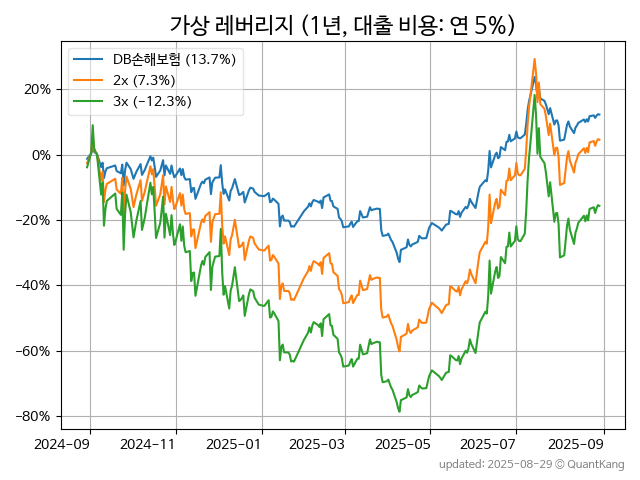 가상 레버리지 (1년, 대출 비용: 연 5%)
DB손해보험 (13.7%)
2x (7.3%)
3x (−12.3%)
20%
0%
−20%
−40%
−60%
−80%
2024-09 2024-11 2025-01 2025-03 2025-05 2025-07 2025-09
updated: 2025-08-29 © QuantKang